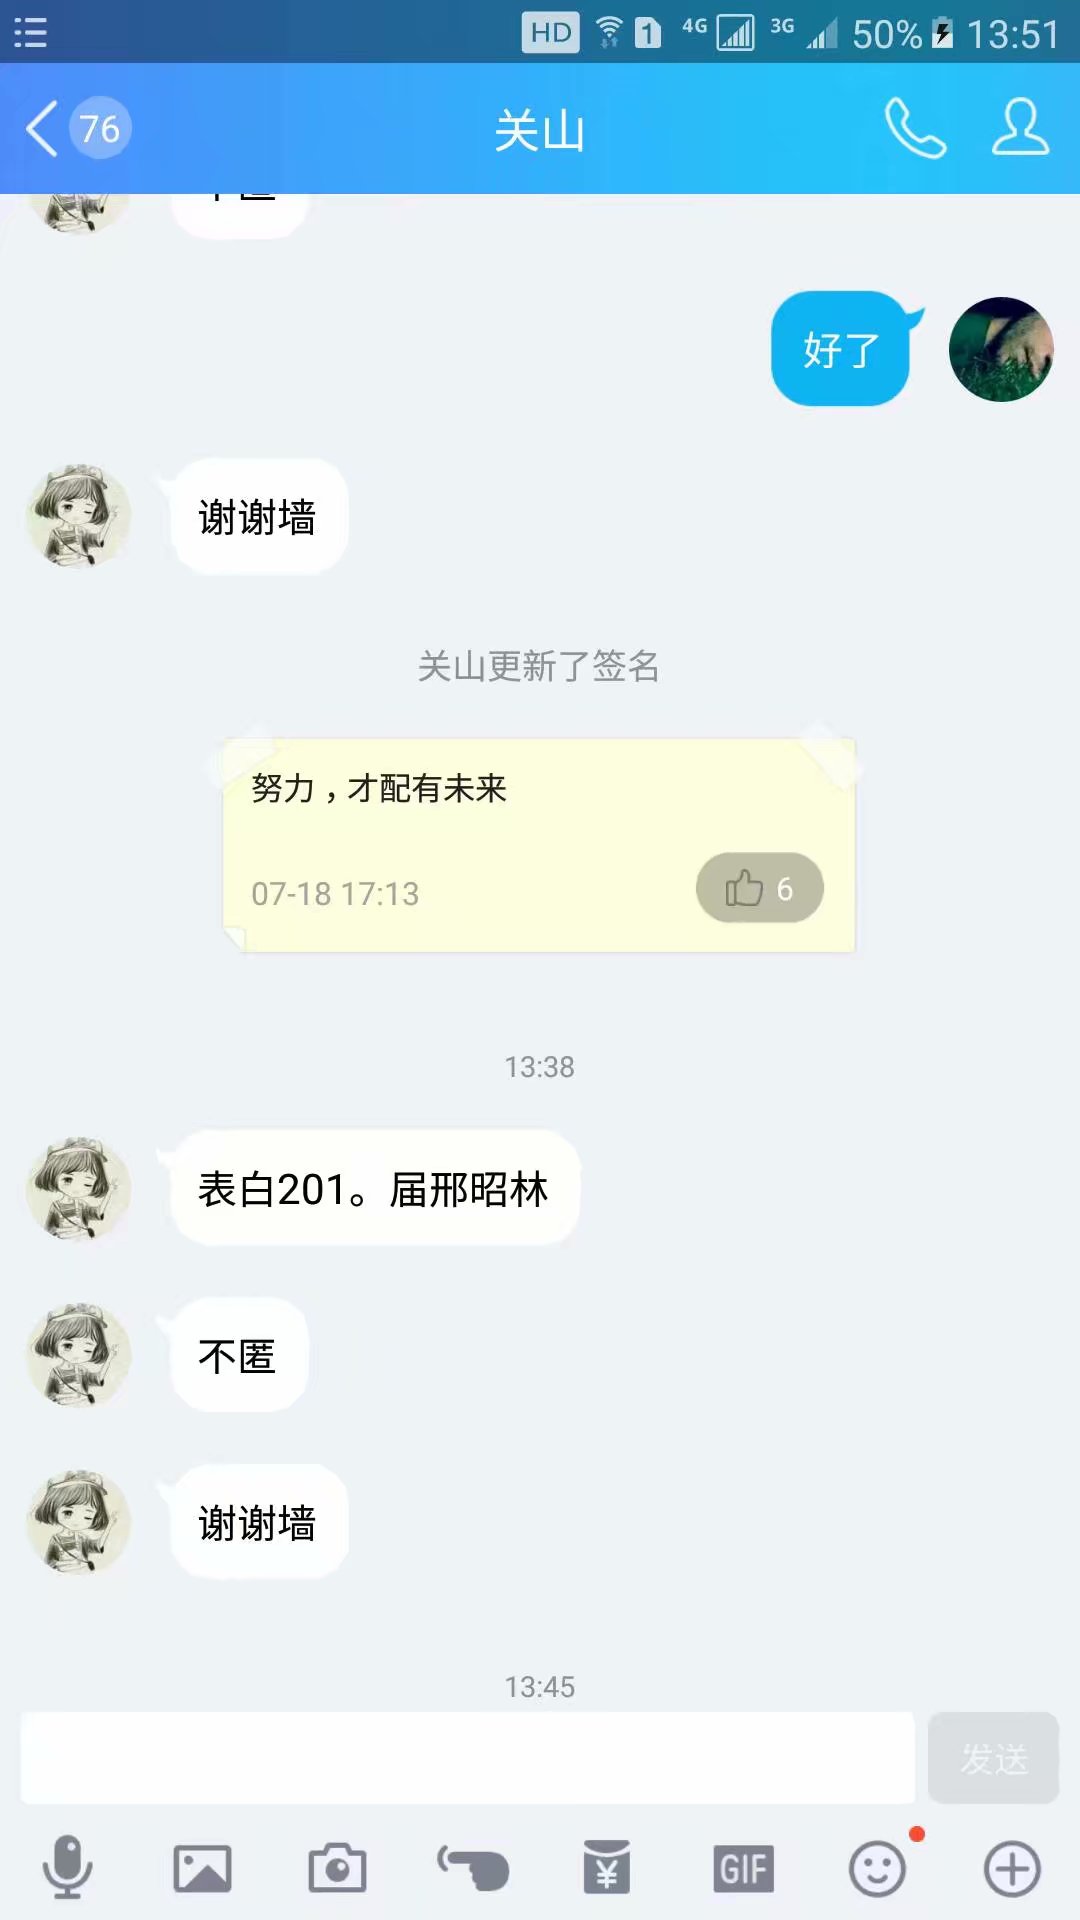 HD 1 4G 3G 50% 13:51
76 关山
好了
谢谢墙
关山更新了签名
努力，才配有未来
07-18 17:13 6
13:38
表白201。届邢昭林
不匿
谢谢墙
13:45
发送
GIF